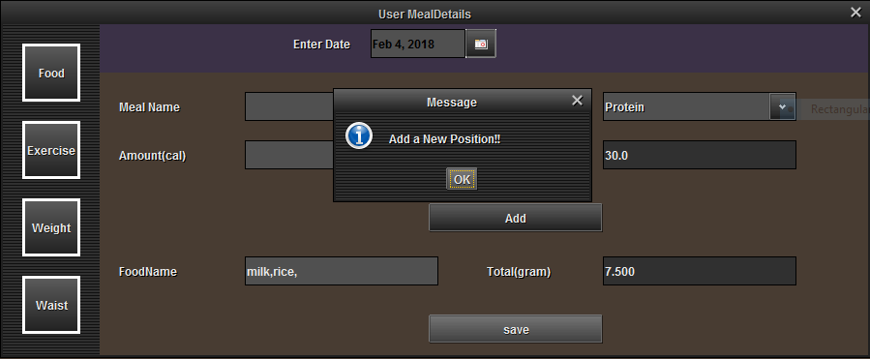 User MealDetails
Enter Date
Feb 4, 2018
Food
Exercise
Weight
Waist
Meal Name
Protein
Rectangular
Message
Add a New Position!!
OK
Amount(cal)
30.0
Add
FoodName
milk,rice,
Total(gram)
7.500
save